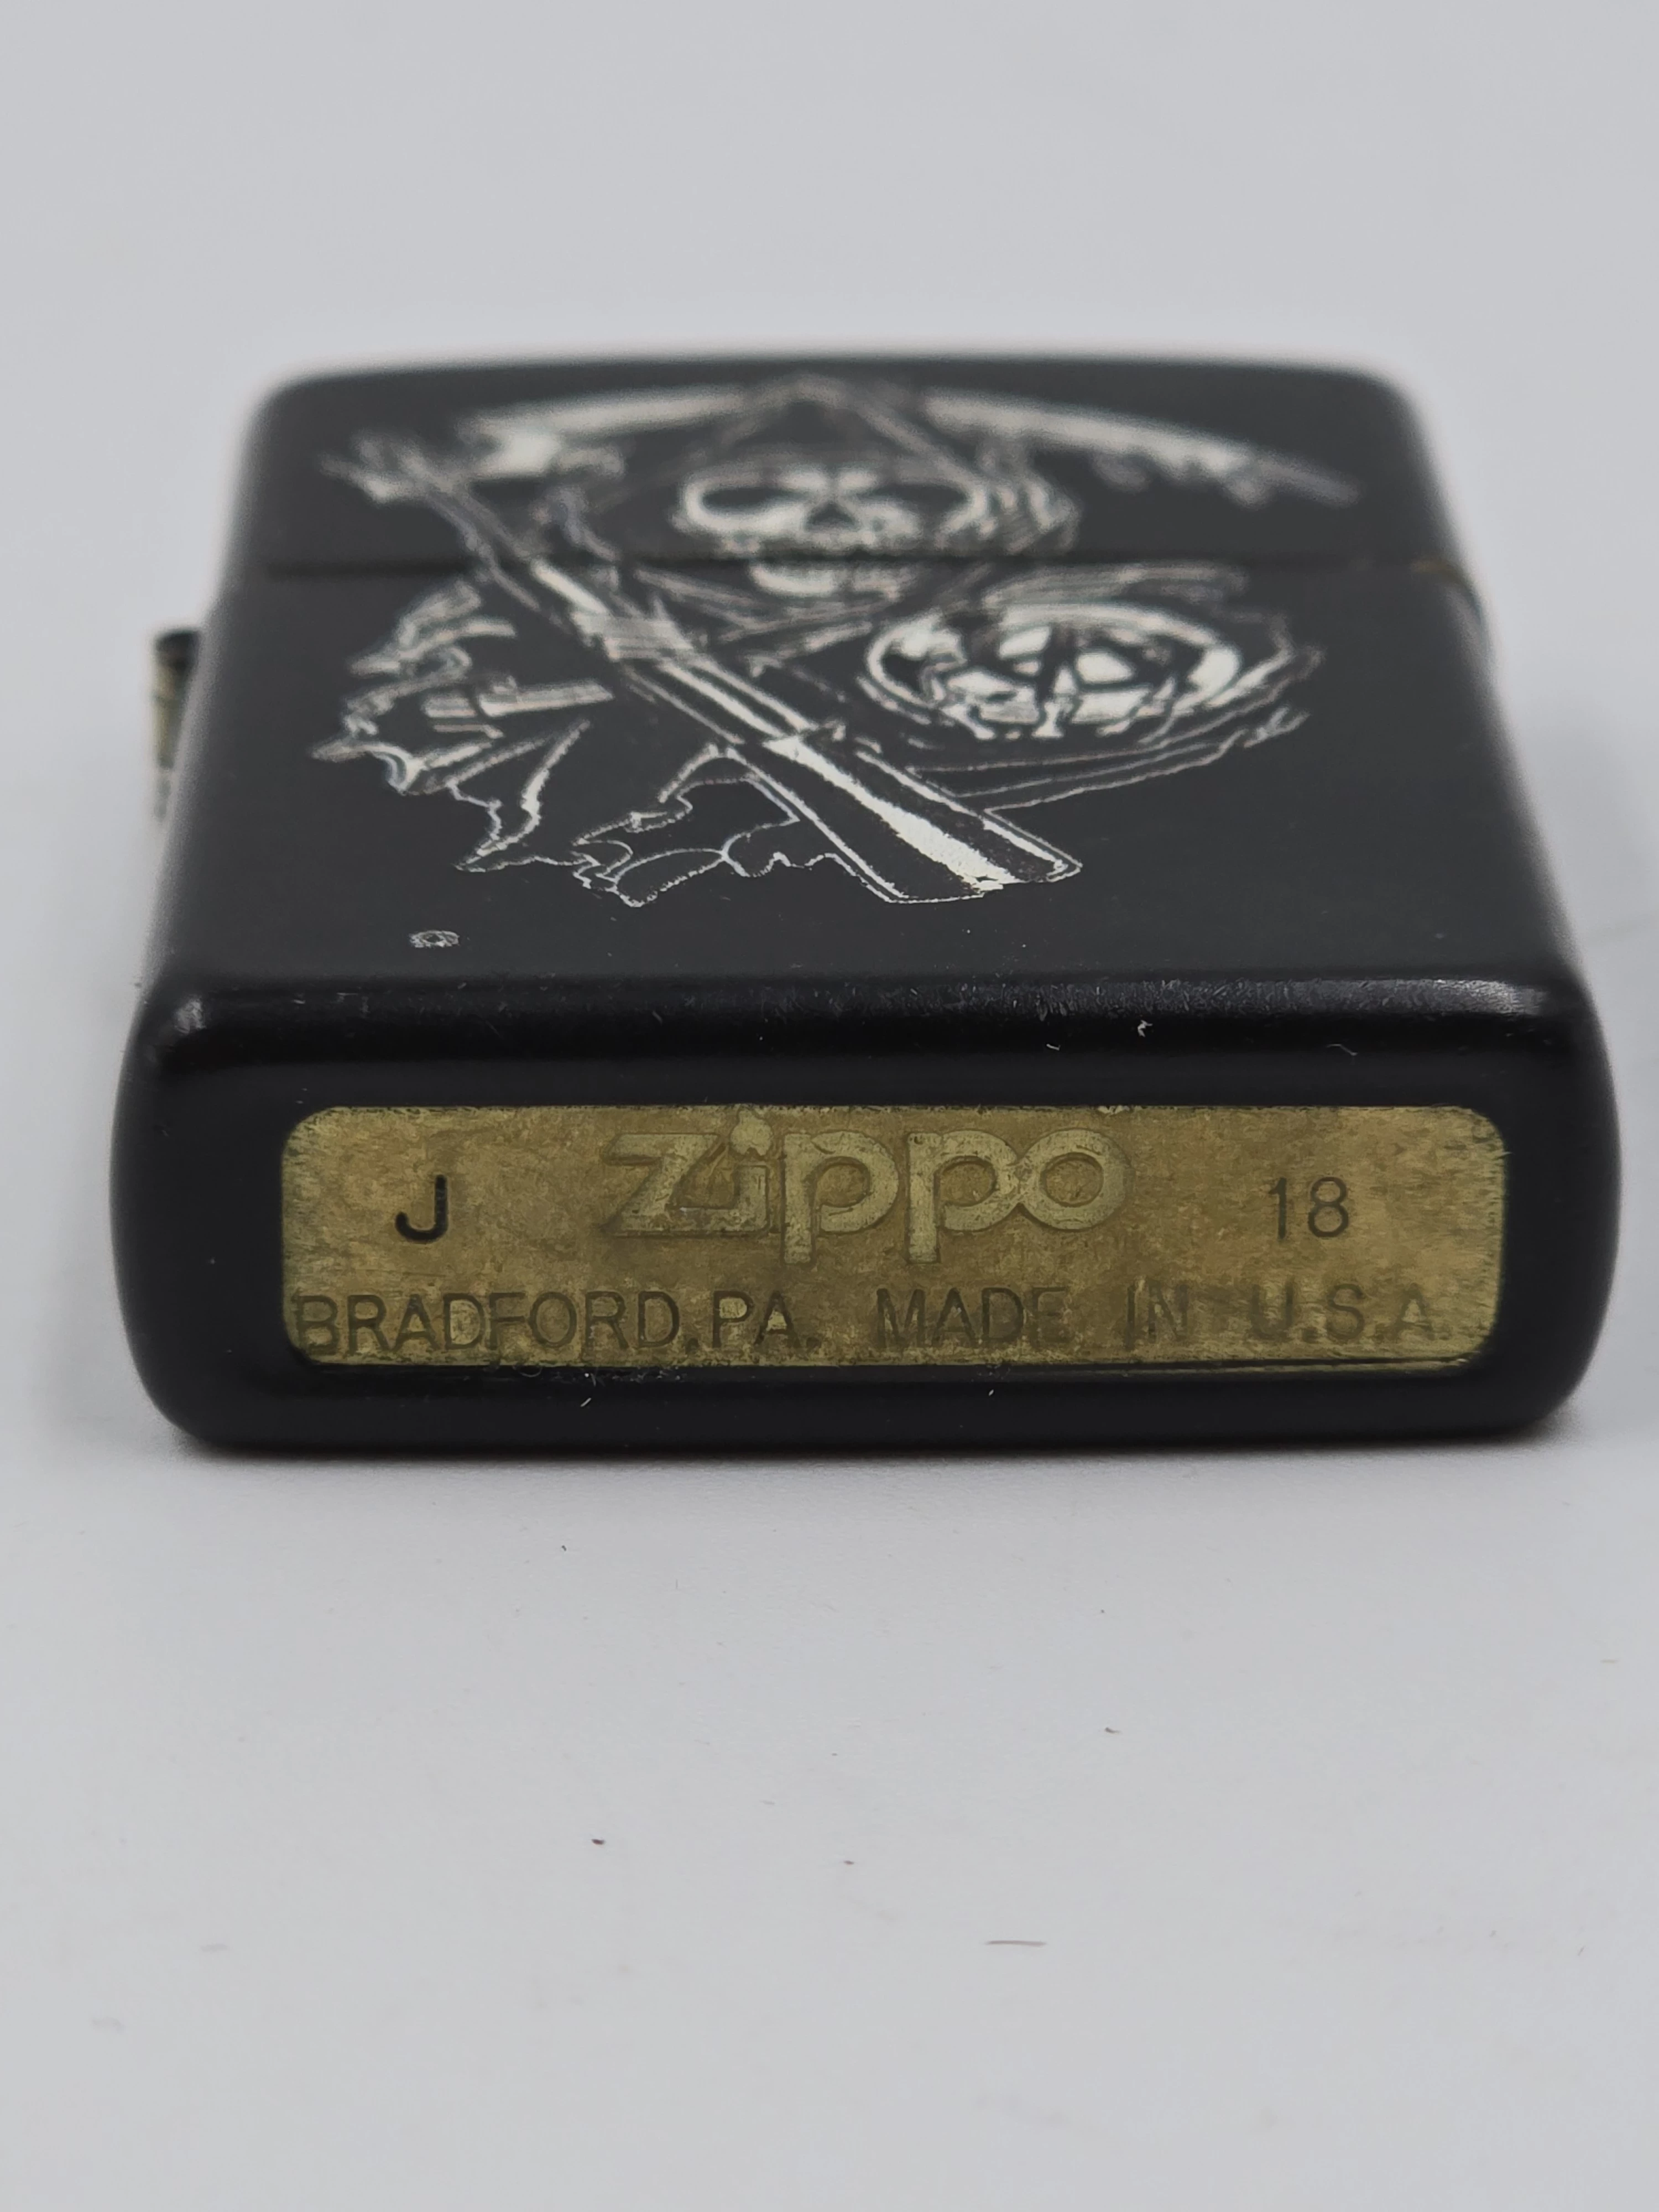 J zippo 18
BRADFORD,PA. MADE IN U.S.A.